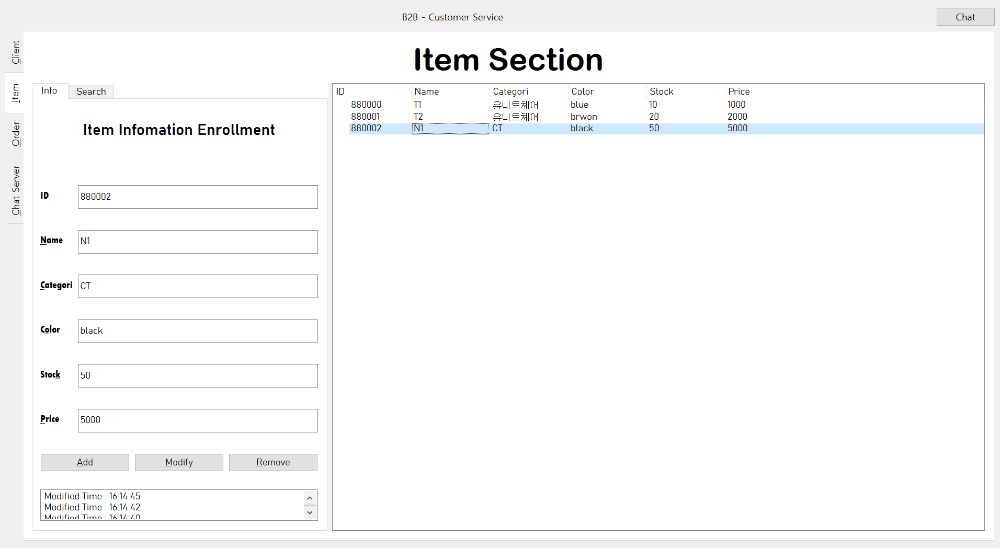 B2B - Customer Service
Chat
Client
Item
Order
Chat Server
Item Section
Info
Search
Item Infomation Enrollment
ID
880002
Name
N1
Categori
CT
Color
black
Stock
50
Price
5000
Add
Modify
Remove
Modified Time : 16:14:45
Modified Time : 16:14:42
Modified Time : 16:14:40
ID Name Categori Color Stock Price
880000 T1 유니트체어 blue 10 1000
880001 T2 유니트체어 brwon 20 2000
880002 N1 CT black 50 5000